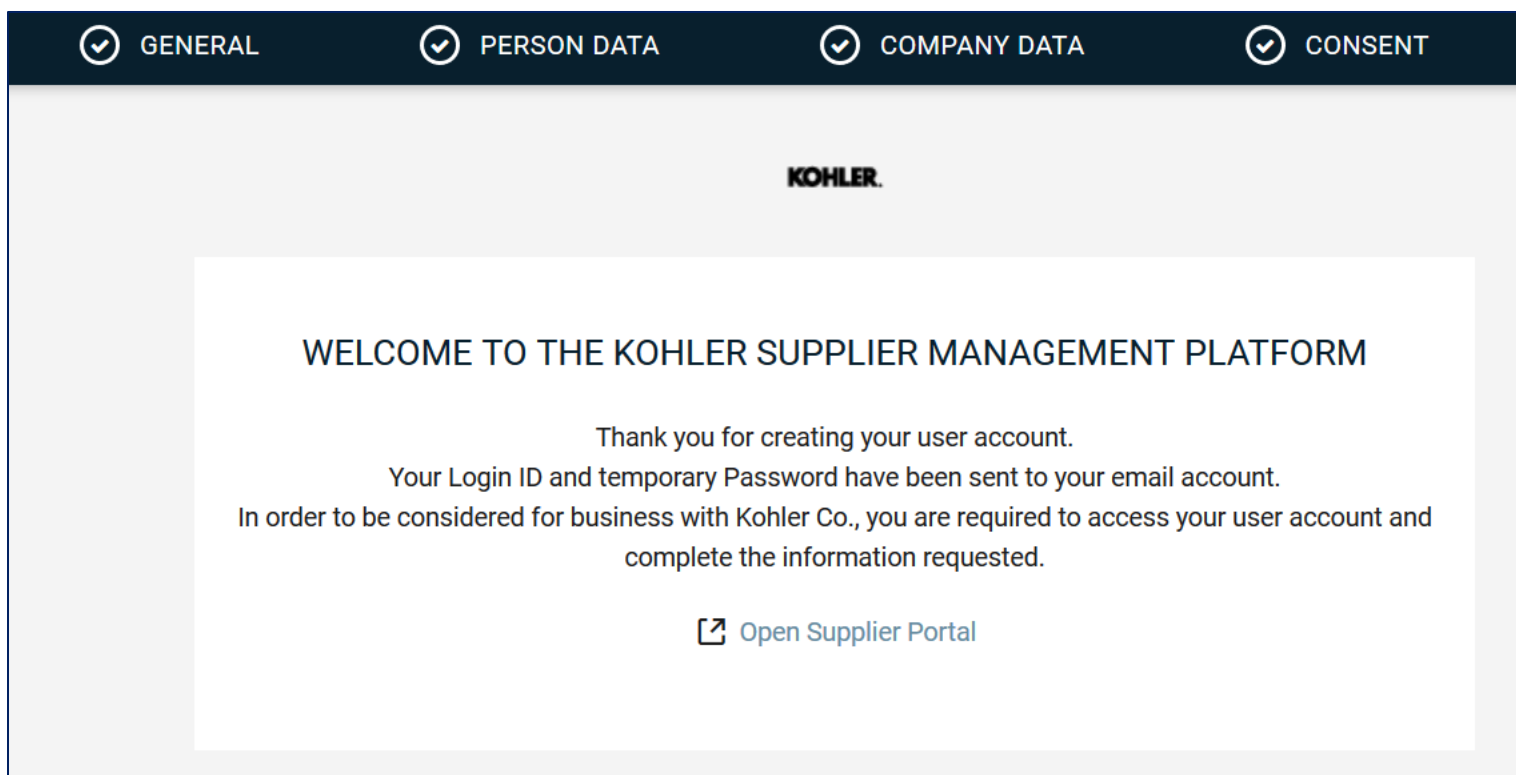 GENERAL PERSON DATA COMPANY DATA CONSENT
KOHLER.
WELCOME TO THE KOHLER SUPPLIER MANAGEMENT PLATFORM
Thank you for creating your user account.
Your Login ID and temporary Password have been sent to your email account.
In order to be considered for business with Kohler Co., you are required to access your user account and
complete the information requested.
Open Supplier Portal